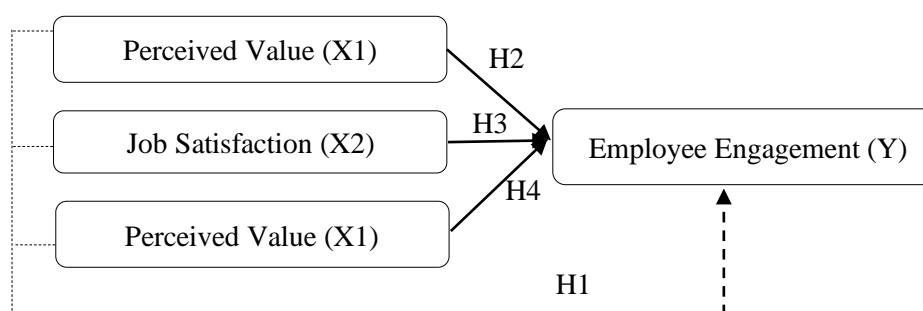 Perceived Value (X1)
H2
Job Satisfaction (X2)
H3
Employee Engagement (Y)
H4
Perceived Value (X1)
H1